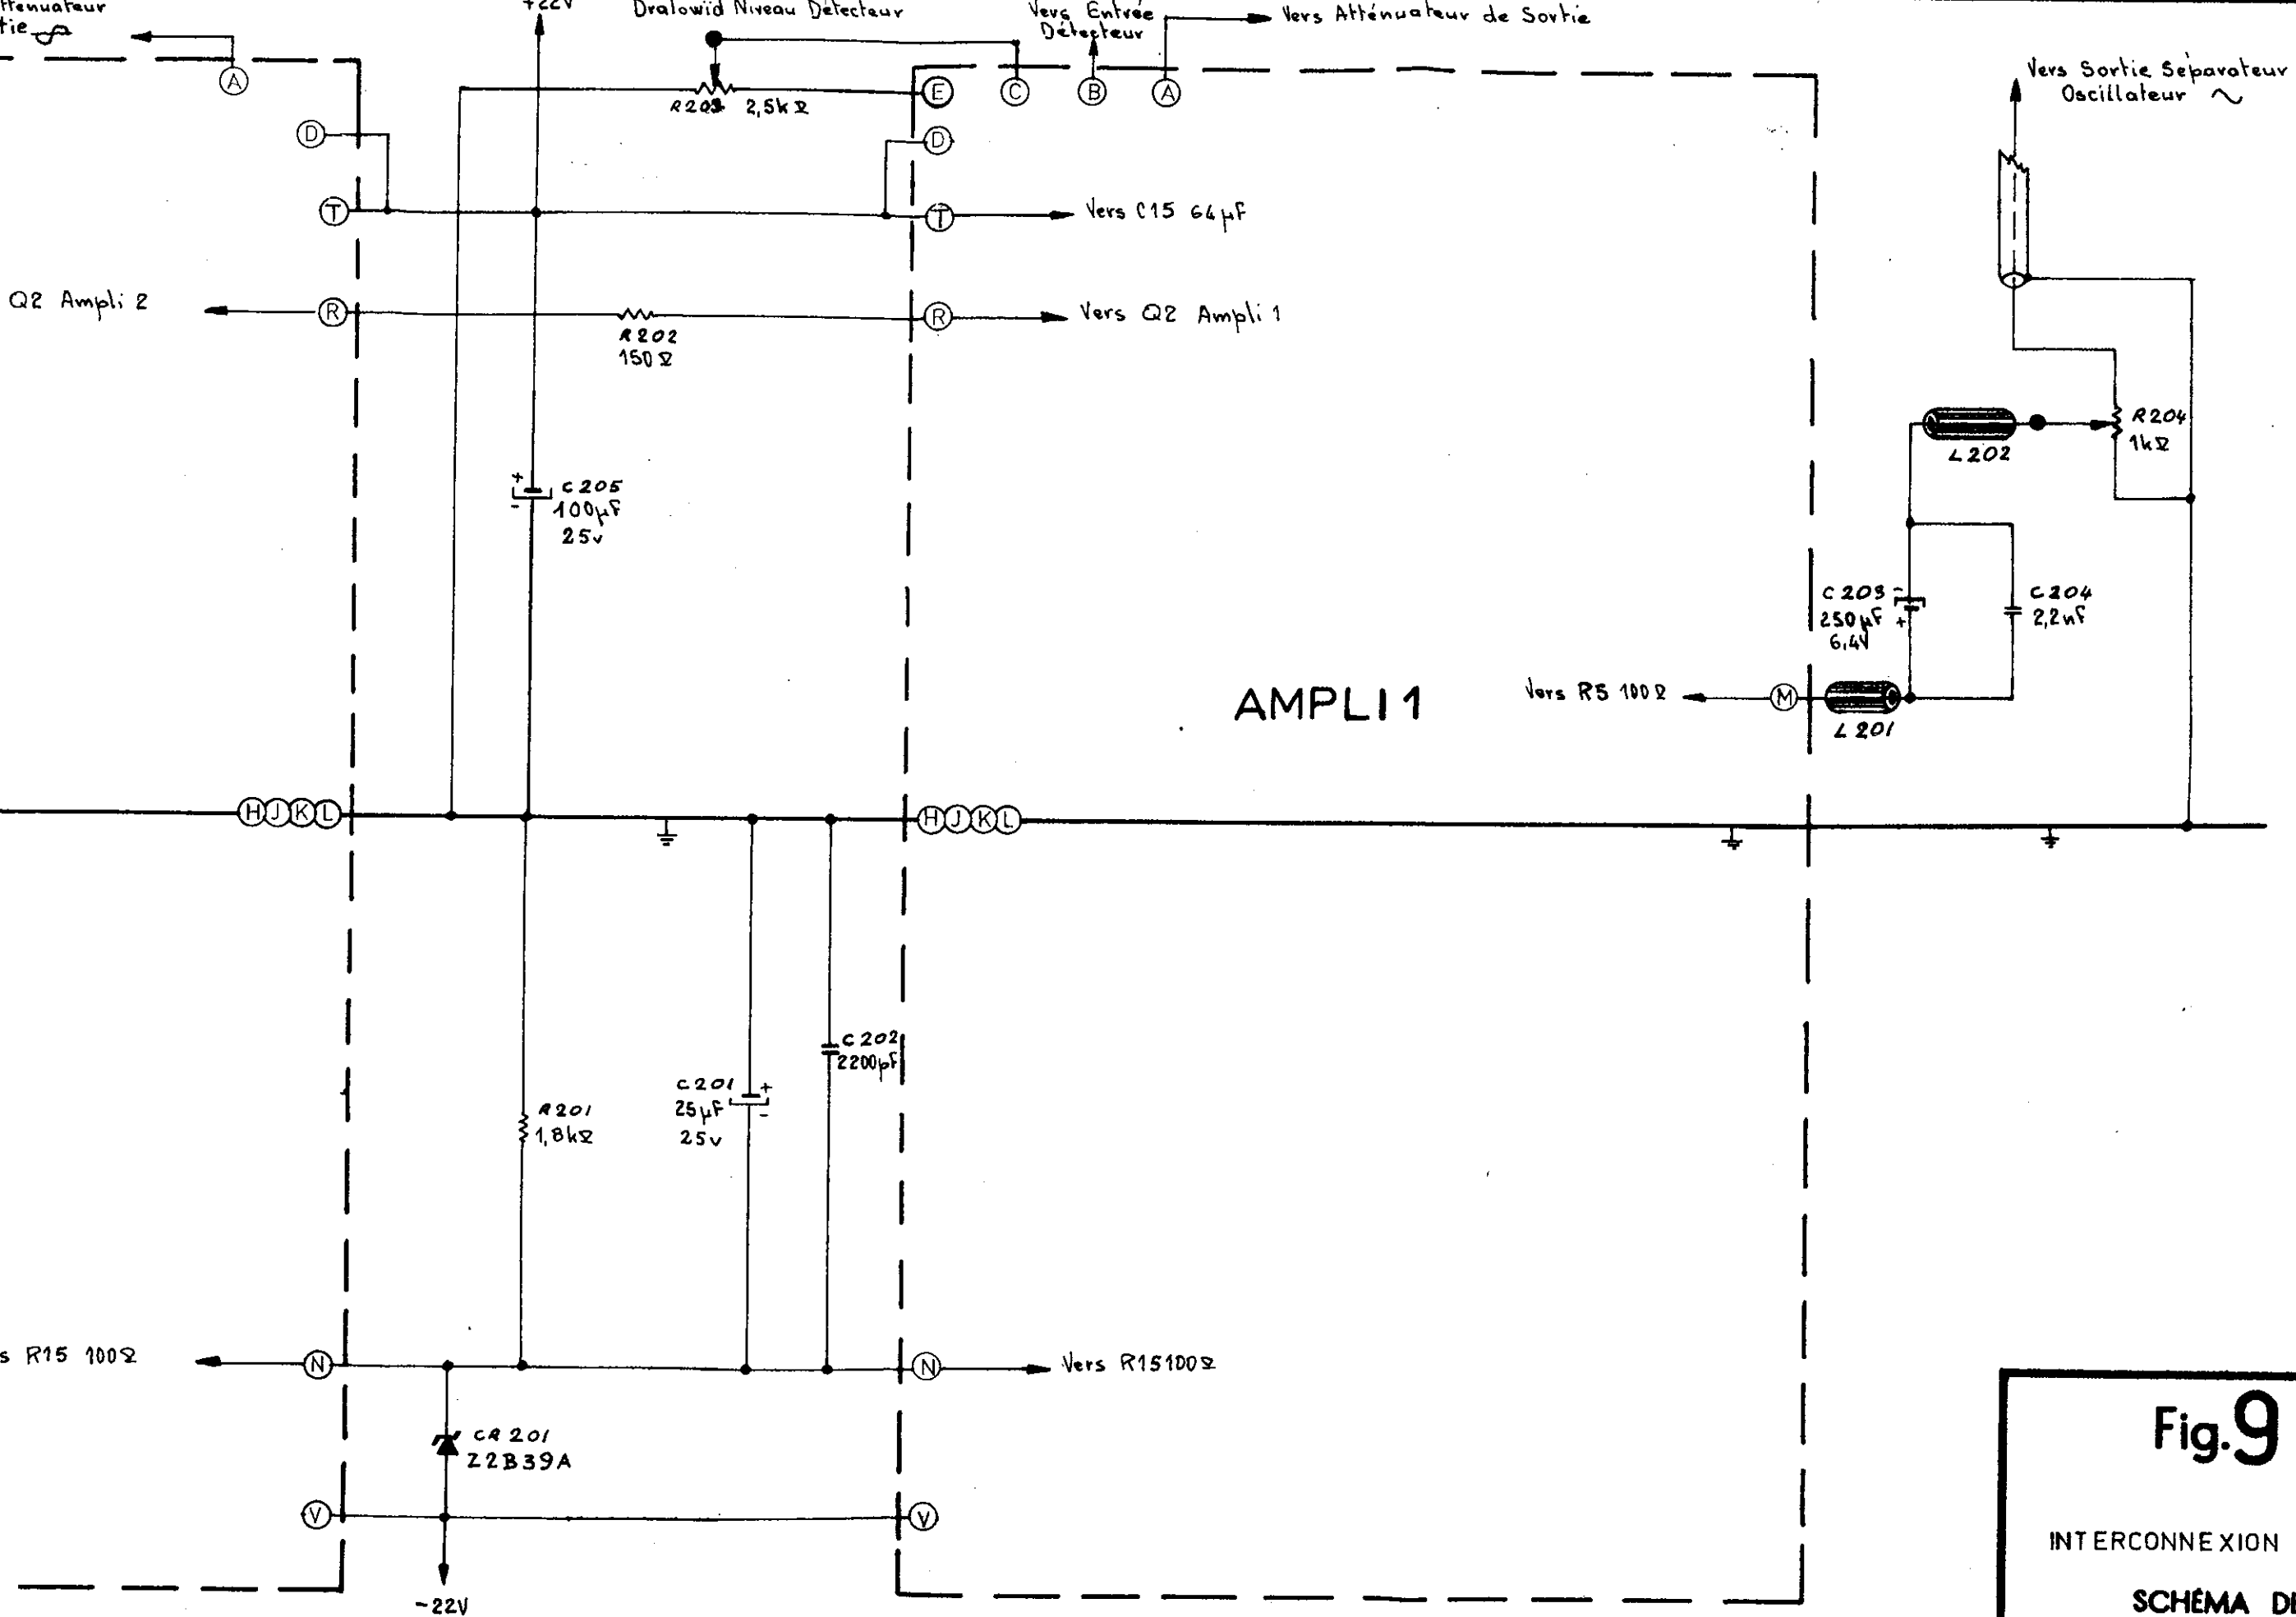 +22V
Dralowid Niveau Détecteur
Vers Entrée
Détecteur
Vers Atténuateur de Sortie
Vers Sortie Séparateur
Oscillateur ~
A
E
C
B
A
R203 2,5kΩ
D
D
T
T
Vers C15 64µF
Q2 Ampli 2
R
R202
150Ω
R
Vers Q2 Ampli 1
R204
1kΩ
L202
+
-
C205
100µF
25v
C203
250µF
6,4V
-
+
C204
2,2nF
AMPLI 1
Vers R5 100Ω
M
L201
H J K L
H J K L
C202
2200pF
C201
25µF
25v
+
-
R201
1,8kΩ
R15 100Ω
N
N
Vers R15 100Ω
CR201
Z2B39A
V
V
-22V
Fig.9
INTERCONNEXION
SCHÉMA DE